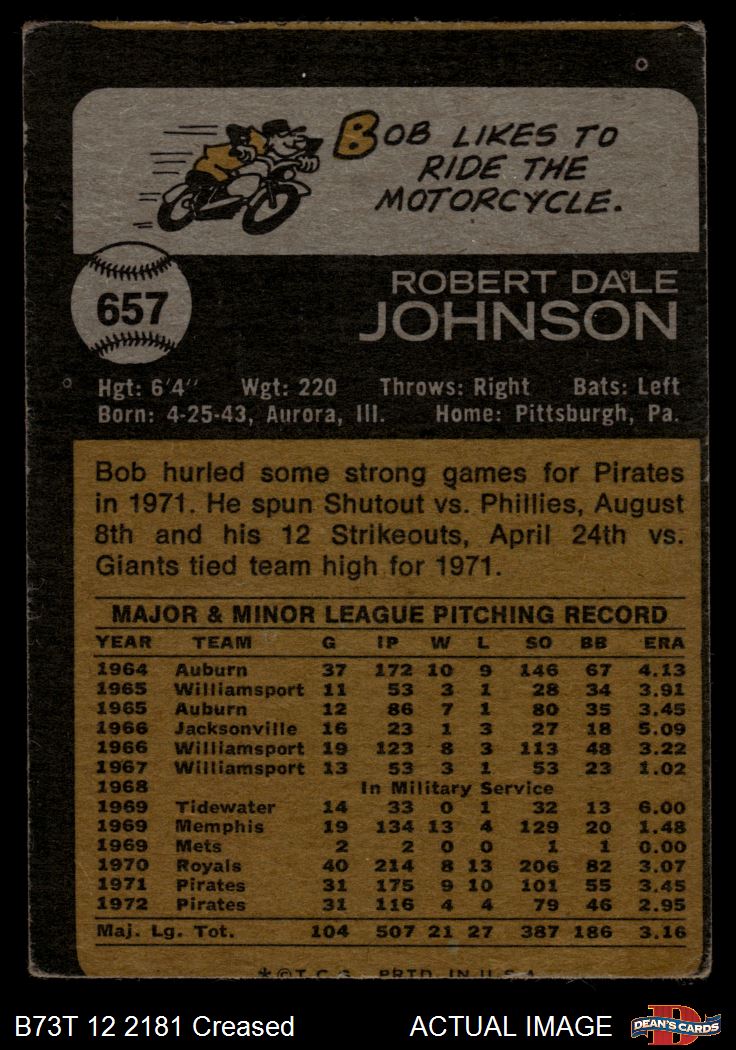 BOB LIKES TO
RIDE THE
MOTORCYCLE.
657
ROBERT DALE
JOHNSON
Hgt: 6'4" Wgt: 220 Throws: Right Bats: Left
Born: 4-25-43, Aurora, Ill. Home: Pittsburgh, Pa.
Bob hurled some strong games for Pirates
in 1971. He spun Shutout vs. Phillies, August
8th and his 12 Strikeouts, April 24th vs.
Giants tied team high for 1971.
MAJOR & MINOR LEAGUE PITCHING RECORD
YEAR TEAM G IP W L SO BB ERA
1964 Auburn 37 172 10 9 146 67 4.13
1965 Williamsport 11 53 3 1 28 34 3.91
1965 Auburn 12 86 7 1 80 35 3.45
1966 Jacksonville 16 23 1 3 27 18 5.09
1966 Williamsport 19 123 8 3 113 48 3.22
1967 Williamsport 13 53 3 1 53 23 1.02
1968 In Military Service
1969 Tidewater 14 33 0 1 32 13 6.00
1969 Memphis 19 134 13 4 129 20 1.48
1969 Mets 2 2 0 0 1 1 0.00
1970 Royals 40 214 8 13 206 82 3.07
1971 Pirates 31 175 9 10 101 55 3.45
1972 Pirates 31 116 4 4 79 46 2.95
Maj. Lg. Tot. 104 507 21 27 387 186 3.16
*©T.C.G. PRTD. IN U.S.A.
B73T 12 2181 Creased ACTUAL IMAGE
D
DEAN'S CARDS